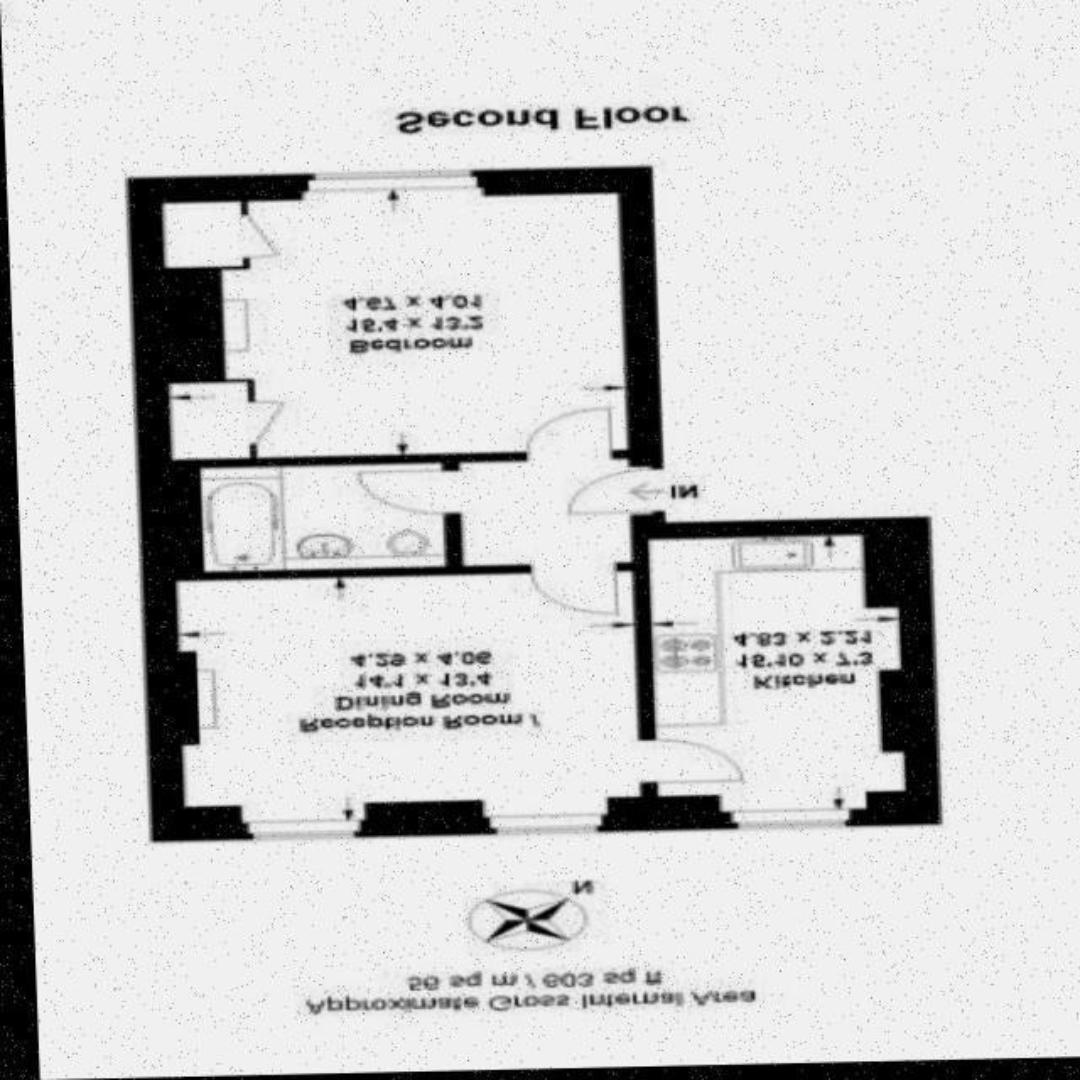 Approximate Gross Internal Area
56 sq m / 603 sq ft
N
Reception Room /
Dining Room
14'1 x 13'4
4.29 x 4.06
Kitchen
15'10 x 7'3
4.83 x 2.21
IN
Bedroom
15'4 x 13'2
4.67 x 4.01
Second Floor